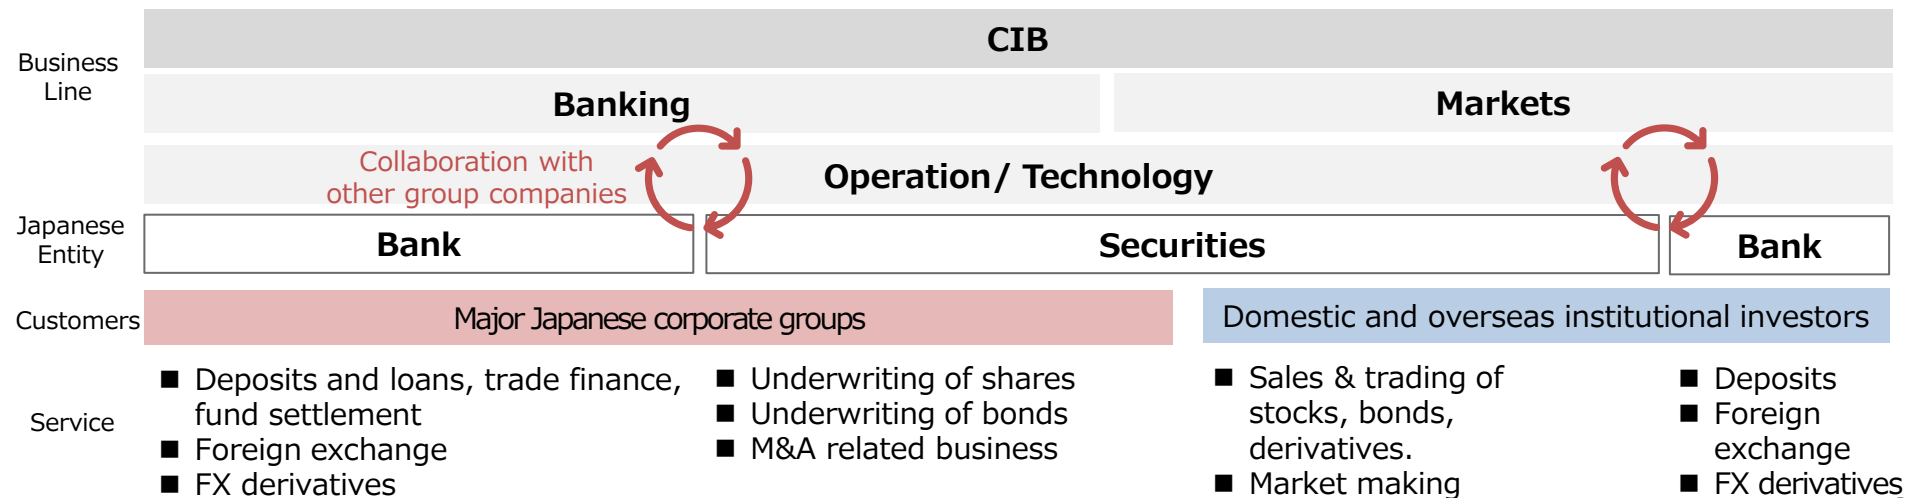 CIB
Business
Line
Banking
Markets
Collaboration with
other group companies
Operation/ Technology
Japanese
Entity
Bank
Securities
Bank
Customers
Major Japanese corporate groups
Domestic and overseas institutional investors
Service
■ Deposits and loans, trade finance,
fund settlement
■ Foreign exchange
■ FX derivatives
■ Underwriting of shares
■ Underwriting of bonds
■ M&A related business
■ Sales & trading of
stocks, bonds,
derivatives.
■ Market making
■ Deposits
■ Foreign
exchange
■ FX derivatives